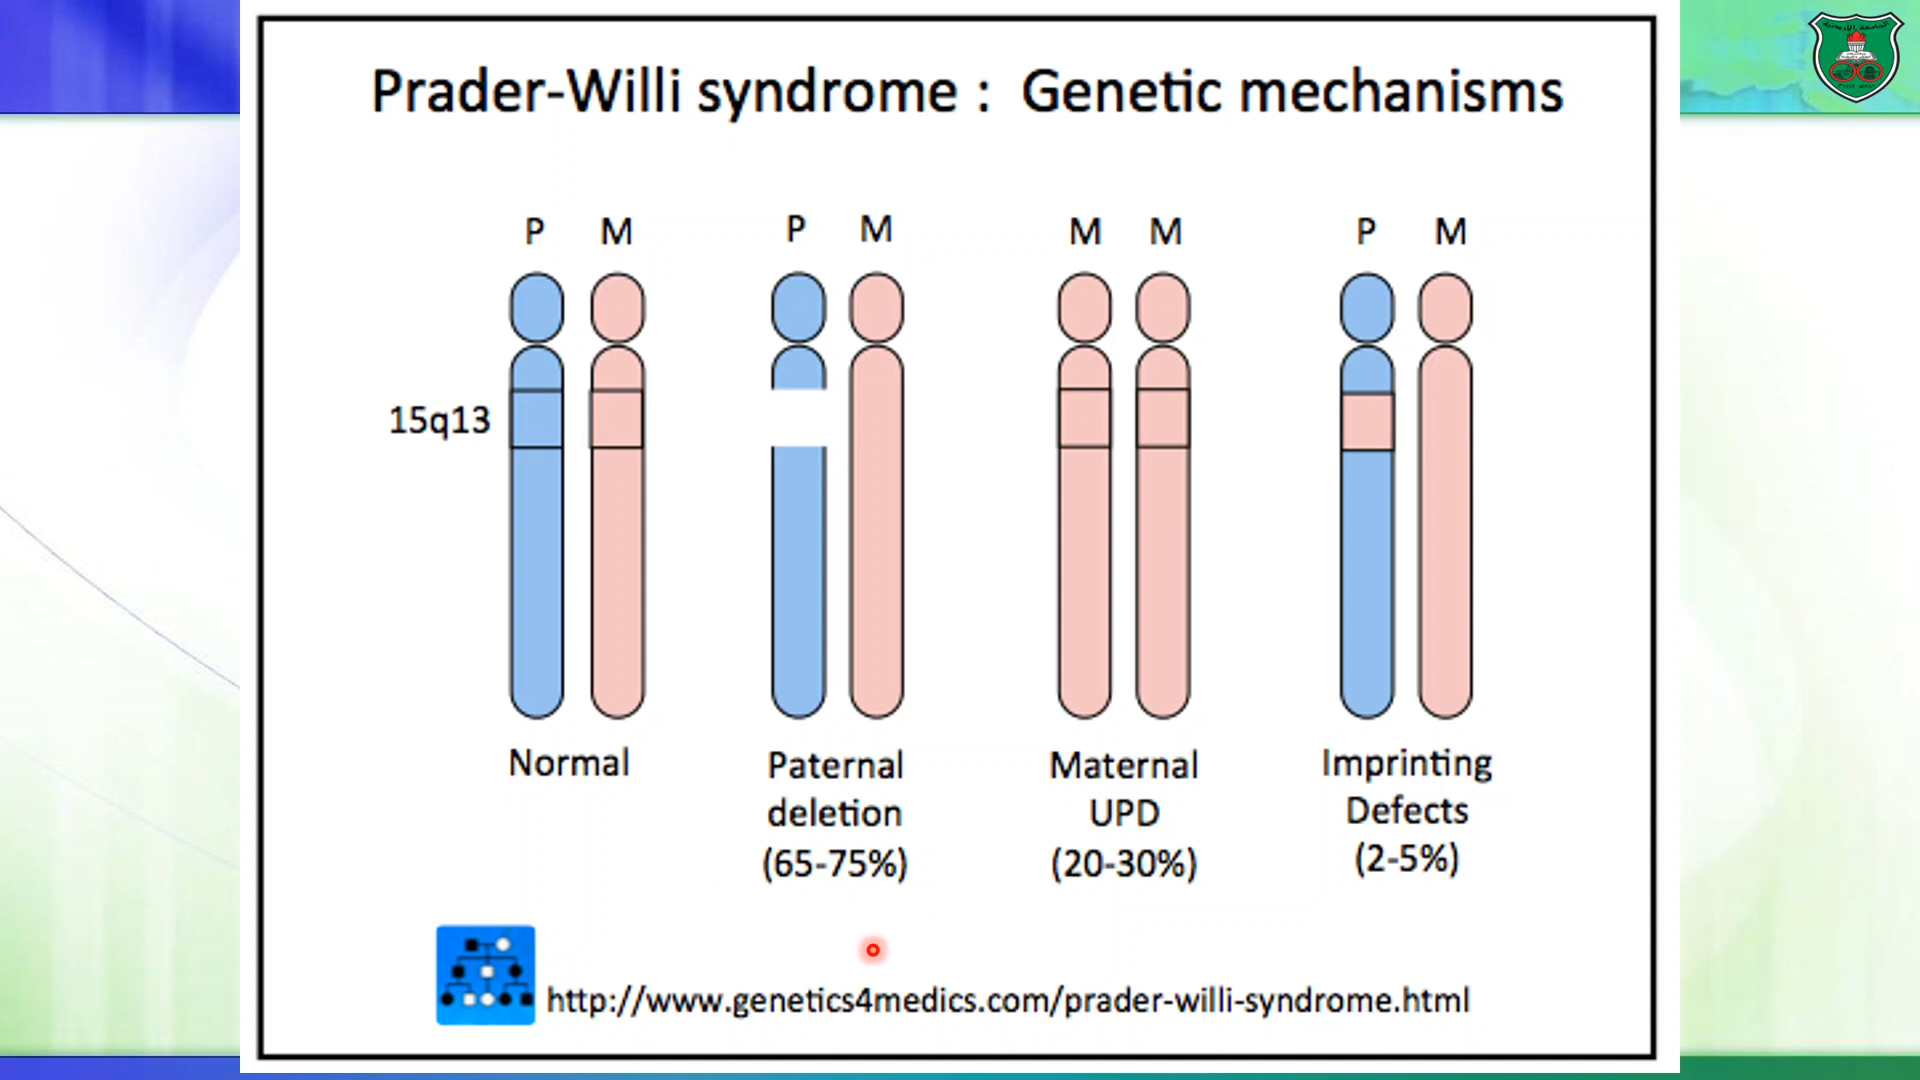 Prader-Willi syndrome : Genetic mechanisms
P M P M M M P M
15q13
Normal
Paternal
deletion
(65-75%)
Maternal
UPD
(20-30%)
Imprinting
Defects
(2-5%)
http://www.genetics4medics.com/prader-willi-syndrome.html